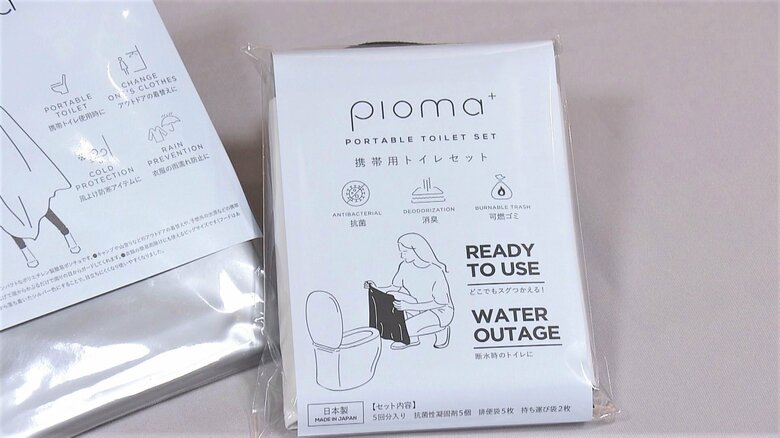 PORTABLE
TOILET
携帯トイレ使用時に
CHANGE
ONE'S CLOTHES
アウトドアの着替えに
COLD
PROTECTION
防よけ防寒アイテムに
RAIN
PREVENTION
衣服の雨濡れ防止に
pioma+
PORTABLE TOILET SET
携帯用トイレセット
ANTIBACTERIAL
抗菌
DEODORIZATION
消臭
BURNABLE TRASH
可燃ゴミ
READY
TO USE
どこでもスグつかえる!
WATER
OUTAGE
断水時のトイレに
日本製
MADE IN JAPAN
【セット内容】
5回分入り 抗菌性凝固剤5個 排便袋5枚 持ち運び袋2枚